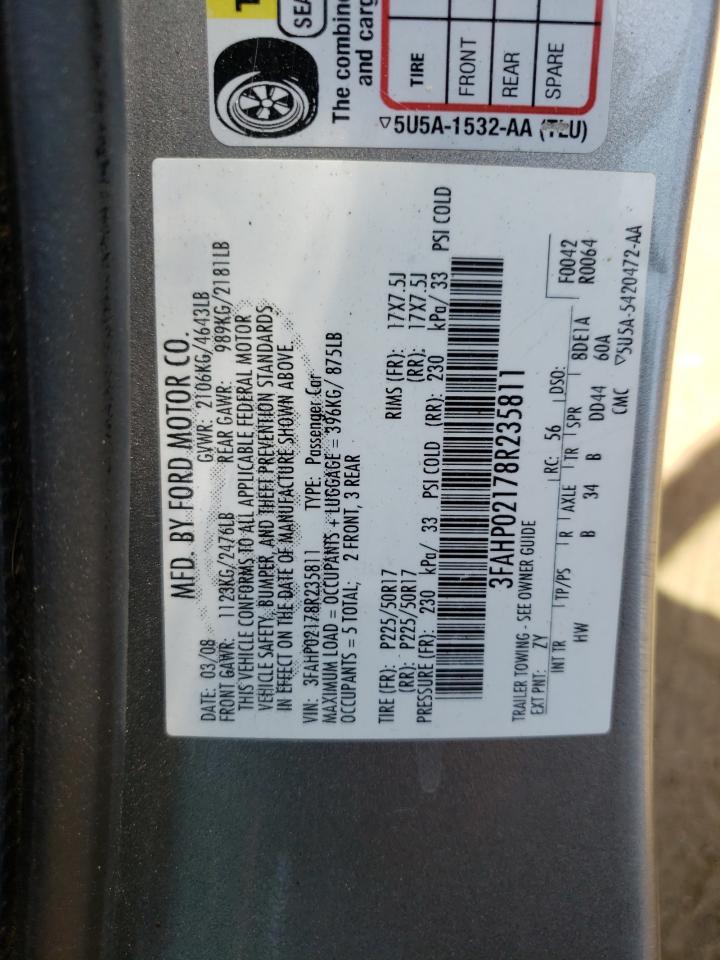 SEA
The combine
and carg
TIRE
FRONT
REAR
SPARE
5U5A-1532-AA (TEU)
MFD. BY FORD MOTOR CO.
DATE: 03/08 GVWR: 2106KG/4643LB
FRONT GAWR: 1123KG/2476LB REAR GAWR: 989KG/2181LB
THIS VEHICLE CONFORMS TO ALL APPLICABLE FEDERAL MOTOR
VEHICLE SAFETY, BUMPER, AND THEFT PREVENTION STANDARDS
IN EFFECT ON THE DATE OF MANUFACTURE SHOWN ABOVE.
VIN: 3FAHP02178R235811 TYPE: Passenger Car
MAXIMUM LOAD = OCCUPANTS + LUGGAGE = 396KG/ 875LB
OCCUPANTS = 5 TOTAL; 2 FRONT, 3 REAR
TIRE (FR): P225/50R17 RIMS (FR): 17X7.5J
(RR): P225/50R17 (RR): 17X7.5J
PRESSURE (FR): 230 kPa/ 33 PSI COLD (RR): 230 kPa/ 33 PSI COLD
3FAHP02178R235811
TRAILER TOWING - SEE OWNER GUIDE
EXT PNT: ZY RC: 56 DSO: F0042
R0064
INT TR TP/PS R AXLE TR SPR 8DE1A
HW B 34 B DD44 60A
CMC 5U5A-5420472-AA